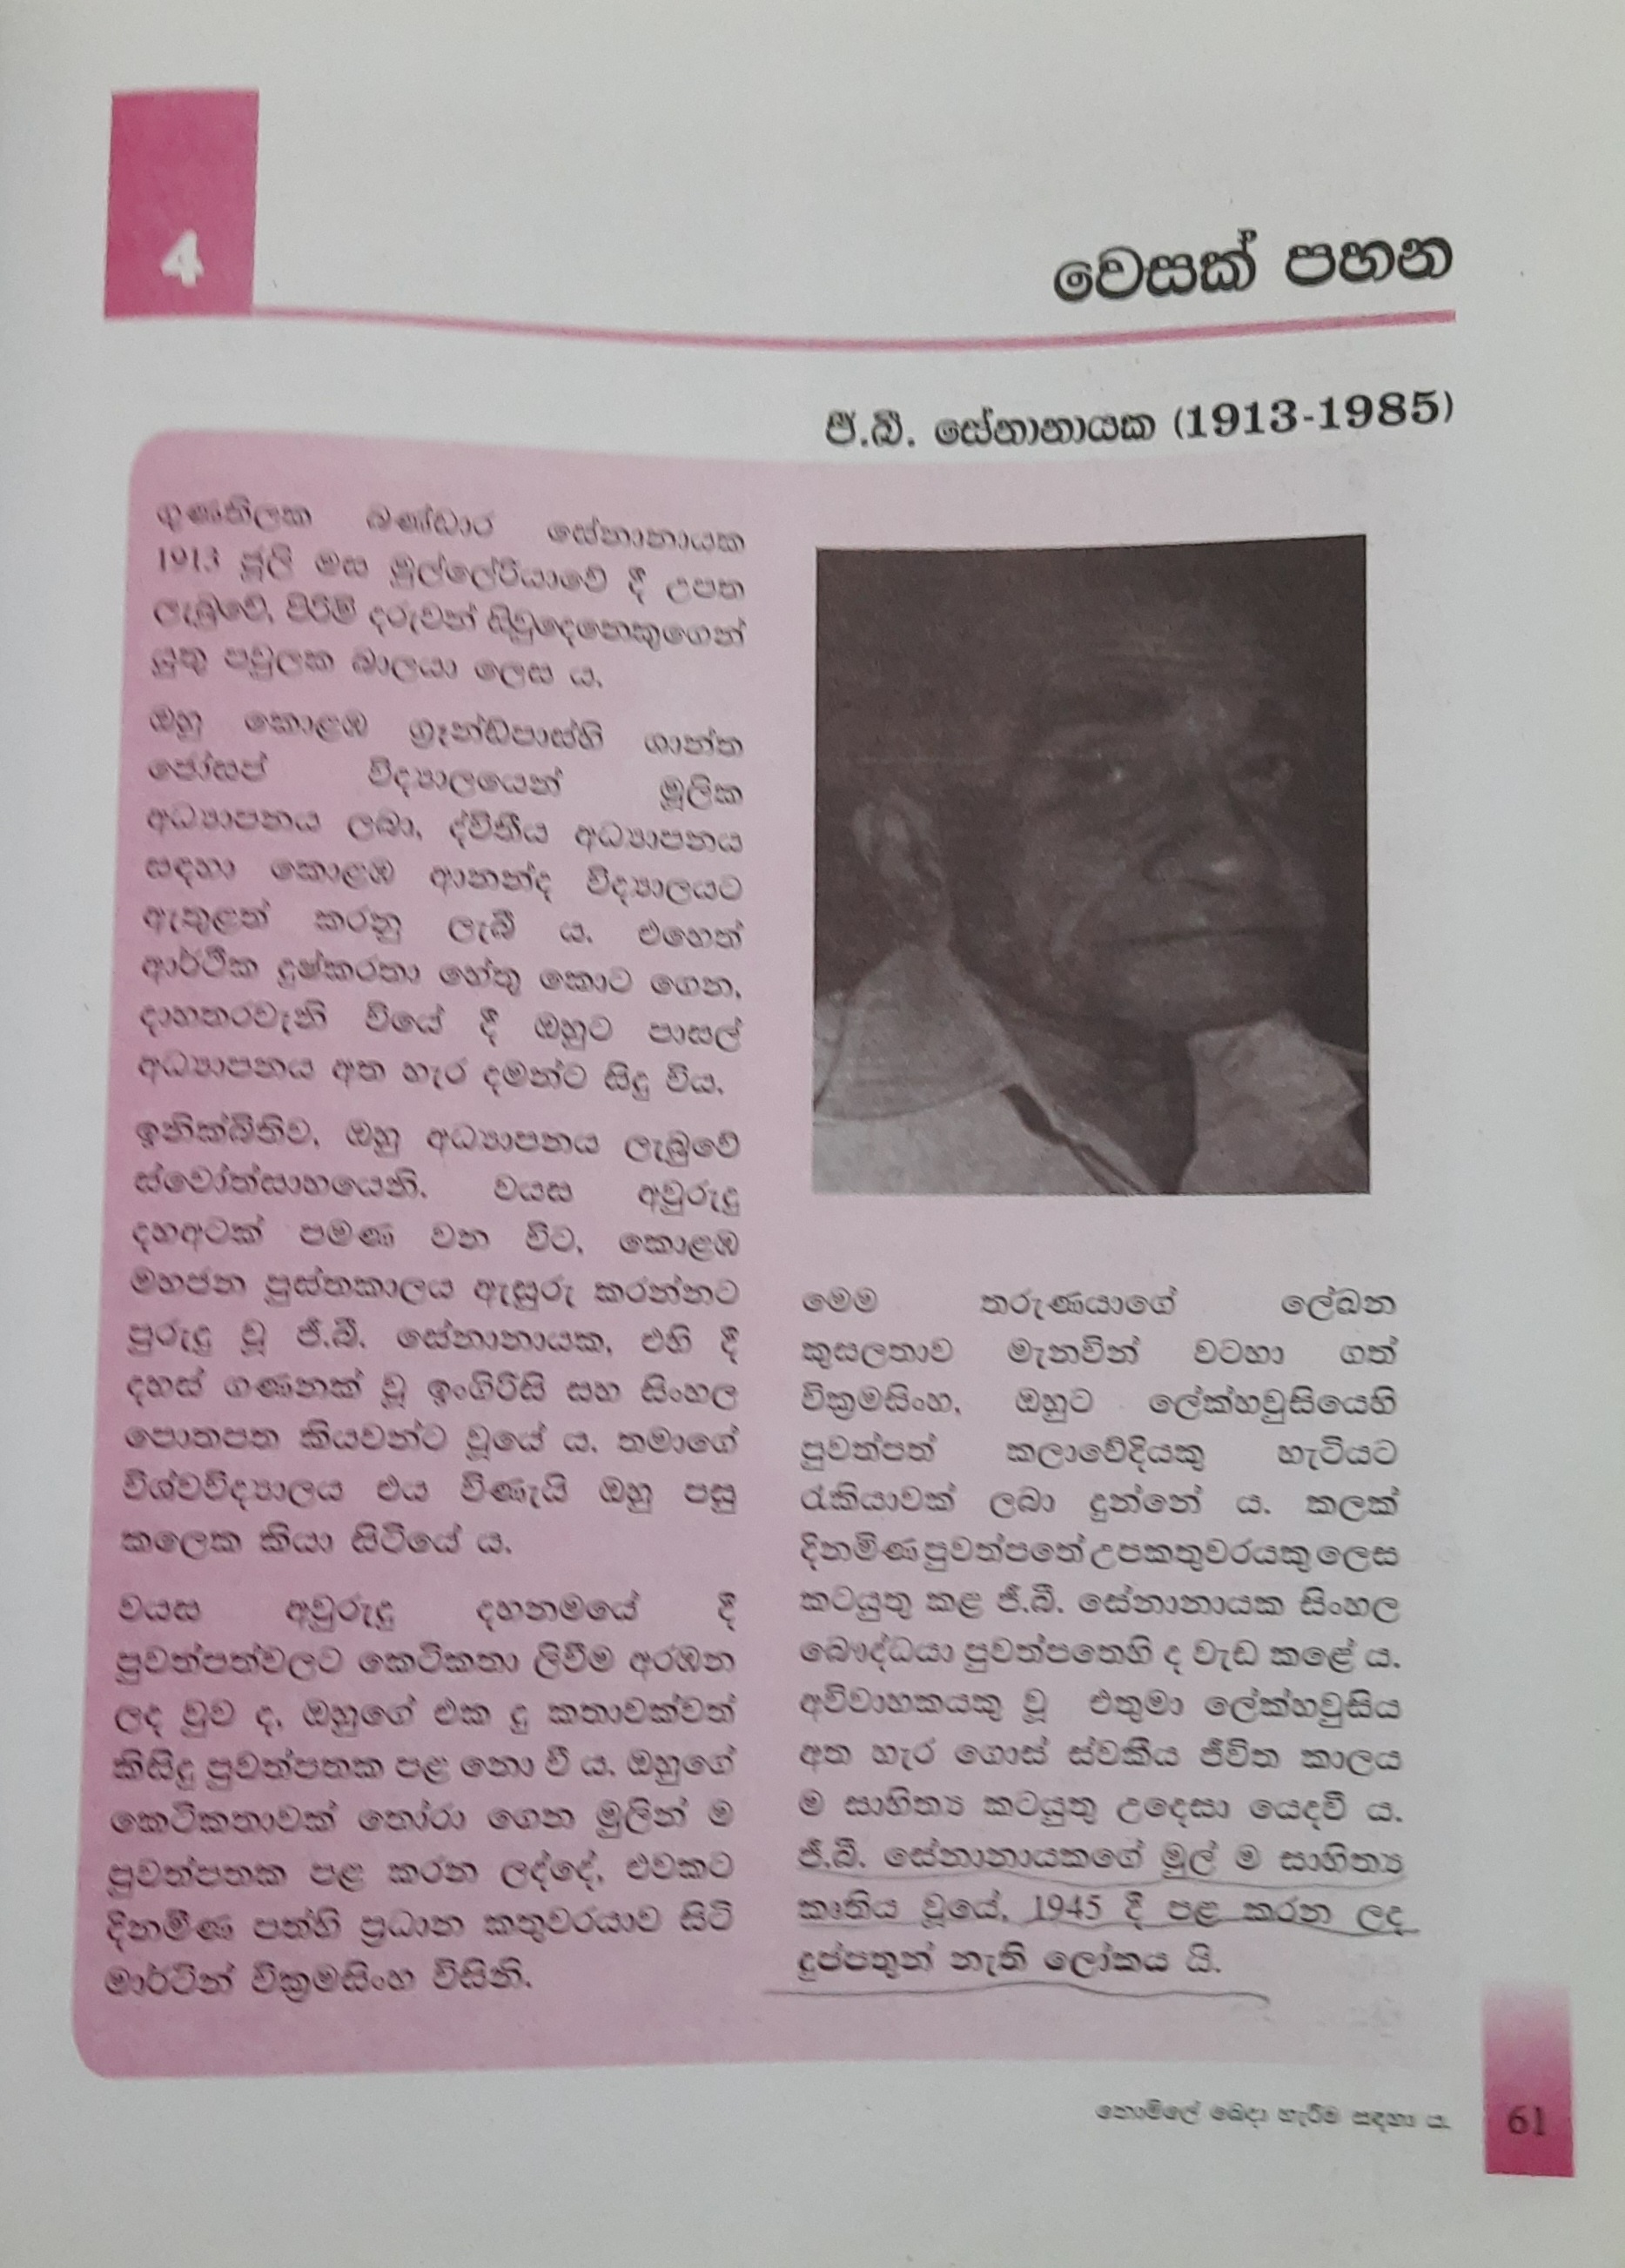 4
වෙසක් පහන
ජී.බී. සේනානායක (1913-1985)
ගුණතිලක බණ්ඩාර සේනානායක
1913 ජූලි මස මුල්ලේරියාවේ දී උපත
ලැබුවේ, පිරිමි දරුවන් සිවුදෙනෙකුගෙන්
යුතු පවුලක බාලයා ලෙස ය.
ඔහු කොළඹ ග්‍රෑන්ඩ්පාස්හි ශාන්ත
ජෝසප් විද්‍යාලයෙන් මූලික
අධ්‍යාපනය ලබා, ද්විතීය අධ්‍යාපනය
සඳහා කොළඹ ආනන්ද විද්‍යාලයට
ඇතුළත් කරනු ලැබී ය. එහෙත්
ආර්ථික දුෂ්කරතා හේතු කොට ගෙන,
දාහතරවැනි වියේ දී ඔහුට පාසල්
අධ්‍යාපනය අත හැර දමන්ට සිදු විය.
ඉනික්බිතිව, ඔහු අධ්‍යාපනය ලැබුවේ
ස්වෝත්සාහයෙනි. වයස අවුරුදු
දහඅටක් පමණ වන විට, කොළඹ
මහජන පුස්තකාලය ඇසුරු කරන්නට
පුරුදු වූ ජී.බී. සේනානායක, එහි දී
දහස් ගණනක් වූ ඉංගිරිසි සහ සිංහල
පොතපත කියවන්ට වූයේ ය. තමාගේ
විශ්වවිද්‍යාලය එය විණැයි ඔහු පසු
කලෙක කියා සිටියේ ය.
වයස අවුරුදු දහනමයේ දී
පුවත්පත්වලට කෙටිකතා ලිවීම අරඹන
ලද වුව ද, ඔහුගේ එක දු කතාවක්වත්
කිසිදු පුවත්පතක පළ නො වී ය. ඔහුගේ
කෙටිකතාවක් තෝරා ගෙන මුලින් ම
පුවත්පතක පළ කරන ලද්දේ, එවකට
දිනමිණ පත්හි ප්‍රධාන කතුවරයාව සිටි
මාර්ටින් වික්‍රමසිංහ විසිනි.
මෙම තරුණයාගේ ලේඛන
කුසලතාව මැනවින් වටහා ගත්
වික්‍රමසිංහ, ඔහුට ලේක්හවුසියෙහි
පුවත්පත් කලාවේදියකු හැටියට
රැකියාවක් ලබා දුන්නේ ය. කලක්
දිනමිණ පුවත්පතේ උපකතුවරයකු ලෙස
කටයුතු කළ ජී.බී. සේනානායක සිංහල
බෞද්ධයා පුවත්පතෙහි ද වැඩ කළේ ය.
අවිවාහකයකු වූ එතුමා ලේක්හවුසිය
අත හැර ගොස් ස්වකීය ජීවිත කාලය
ම සාහිත්‍ය කටයුතු උදෙසා යෙදවී ය.
ජී.බී. සේනානායකගේ මුල් ම සාහිත්‍ය
කෘතිය වූයේ, 1945 දී පළ කරන ලද
දුප්පතුන් නැති ලෝකය යි.
නොමිලේ බෙදා හැරීම සඳහා ය.
61